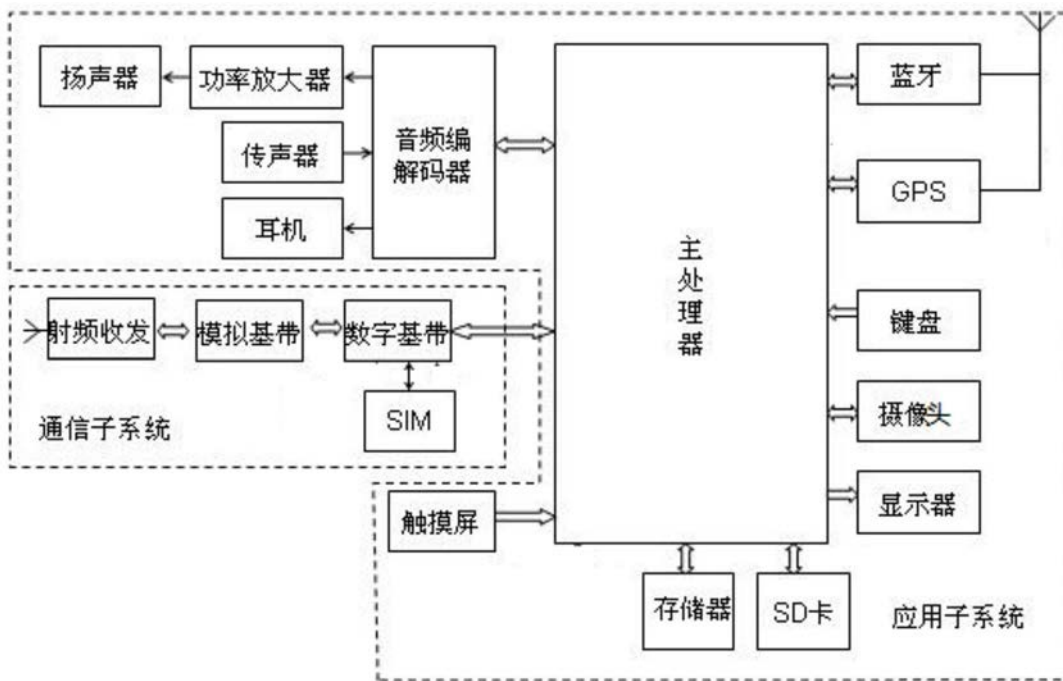 扬声器
功率放大器
传声器
耳机
音频编
解码器
主
处
理
器
蓝牙
GPS
键盘
摄像头
显示器
射频收发
模拟基带
数字基带
SIM
通信子系统
触摸屏
存储器
SD卡
应用子系统